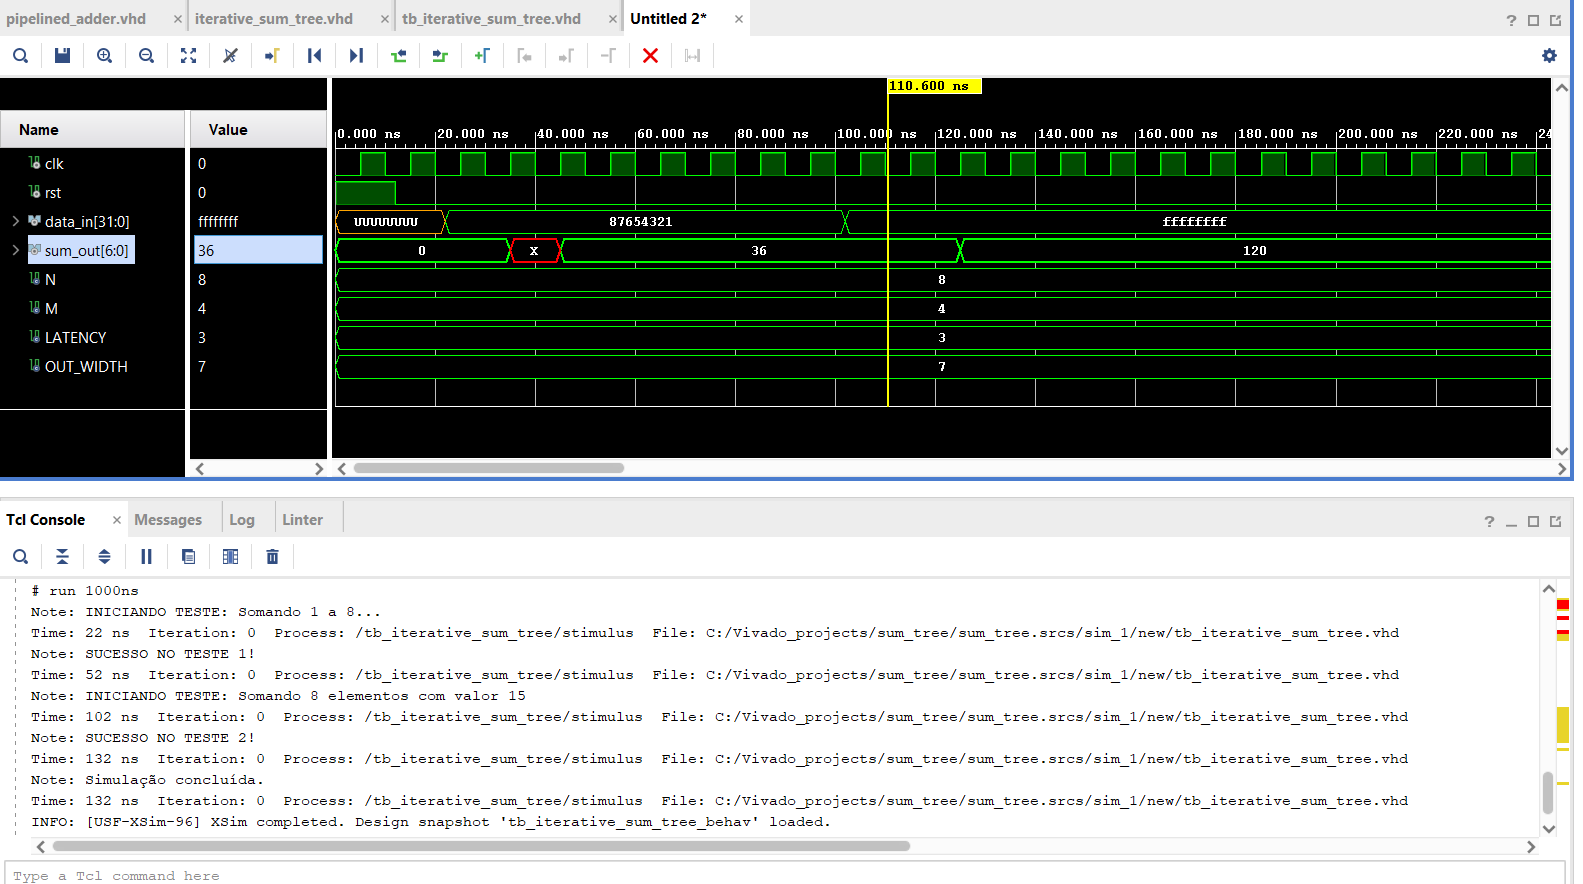 pipelined_adder.vhd × iterative_sum_tree.vhd × tb_iterative_sum_tree.vhd × Untitled 2* ×
?
110.600 ns
Name Value
0.000 ns 20.000 ns 40.000 ns 60.000 ns 80.000 ns 100.000 ns 120.000 ns 140.000 ns 160.000 ns 180.000 ns 200.000 ns 220.000 ns 24
clk 0
rst 0
data_in[31:0] ffffffff UUUUUUUU 87654321 ffffffff
sum_out[6:0] 36 0 X 36 120
N 8 8
M 4 4
LATENCY 3 3
OUT_WIDTH 7 7
Tcl Console × Messages Log Linter
?
# run 1000ns
Note: INICIANDO TESTE: Somando 1 a 8...
Time: 22 ns  Iteration: 0  Process: /tb_iterative_sum_tree/stimulus  File: C:/Vivado_projects/sum_tree/sum_tree.srcs/sim_1/new/tb_iterative_sum_tree.vhd
Note: SUCESSO NO TESTE 1!
Time: 52 ns  Iteration: 0  Process: /tb_iterative_sum_tree/stimulus  File: C:/Vivado_projects/sum_tree/sum_tree.srcs/sim_1/new/tb_iterative_sum_tree.vhd
Note: INICIANDO TESTE: Somando 8 elementos com valor 15
Time: 102 ns  Iteration: 0  Process: /tb_iterative_sum_tree/stimulus  File: C:/Vivado_projects/sum_tree/sum_tree.srcs/sim_1/new/tb_iterative_sum_tree.vhd
Note: SUCESSO NO TESTE 2!
Time: 132 ns  Iteration: 0  Process: /tb_iterative_sum_tree/stimulus  File: C:/Vivado_projects/sum_tree/sum_tree.srcs/sim_1/new/tb_iterative_sum_tree.vhd
Note: Simulação concluída.
Time: 132 ns  Iteration: 0  Process: /tb_iterative_sum_tree/stimulus  File: C:/Vivado_projects/sum_tree/sum_tree.srcs/sim_1/new/tb_iterative_sum_tree.vhd
INFO: [USF-XSim-96] XSim completed. Design snapshot 'tb_iterative_sum_tree_behav' loaded.
Type a Tcl command here